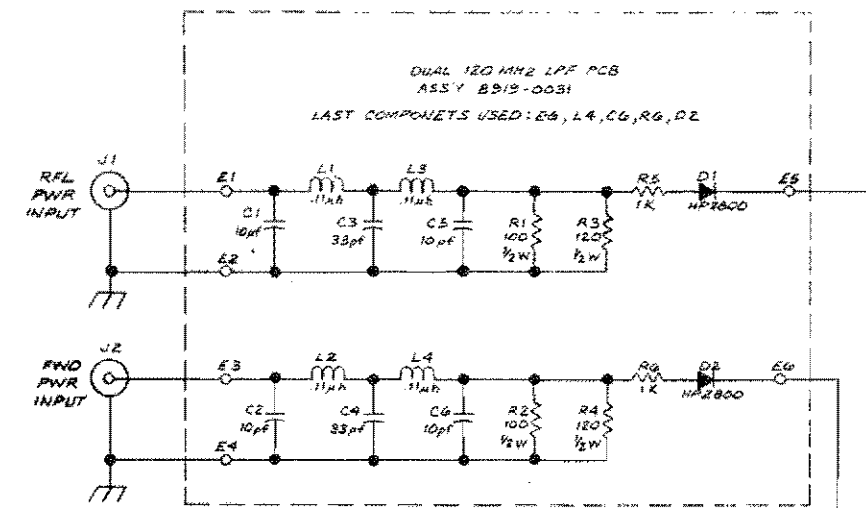 DUAL 120 MHZ LPF PCB
ASS'Y 8919-0031
LAST COMPONETS USED: E6, L4, C6, R6, D2
J1
RFL
PWR
INPUT
E1
L1
.11µh
L3
.11µh
R5
1K
D1
HP2800
E5
C1
10pf
C3
33pf
C5
10pf
R1
100
1/2W
R3
120
1/2W
E2
J2
FWD
PWR
INPUT
E3
L2
.11µh
L4
.11µh
R6
1K
D2
HP2800
E6
C2
10pf
C4
33pf
C6
10pf
R2
100
1/2W
R4
120
1/2W
E4